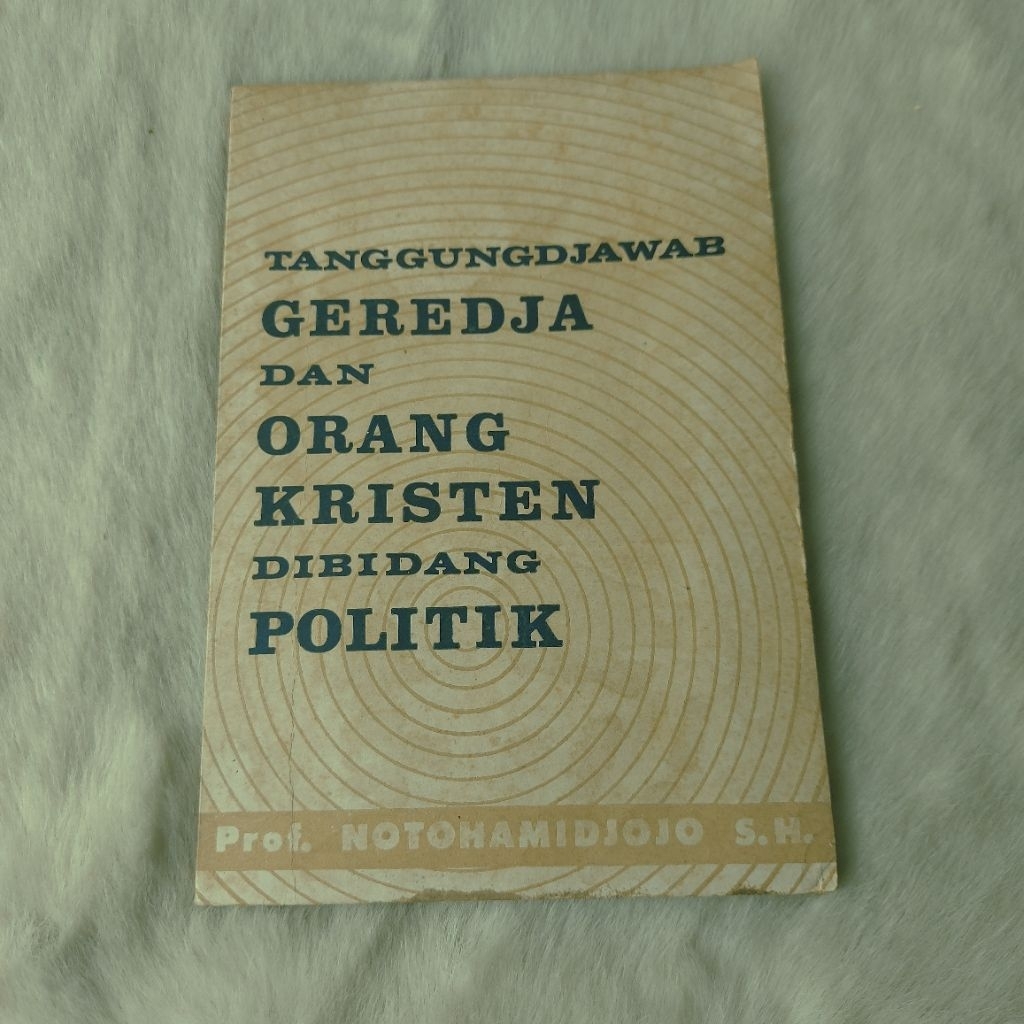 TANGGUNGDJAWAB
GEREDJA
DAN
ORANG
KRISTEN
DIBIDANG
POLITIK
Prof. NOTOHAMIDJOJO S.H.